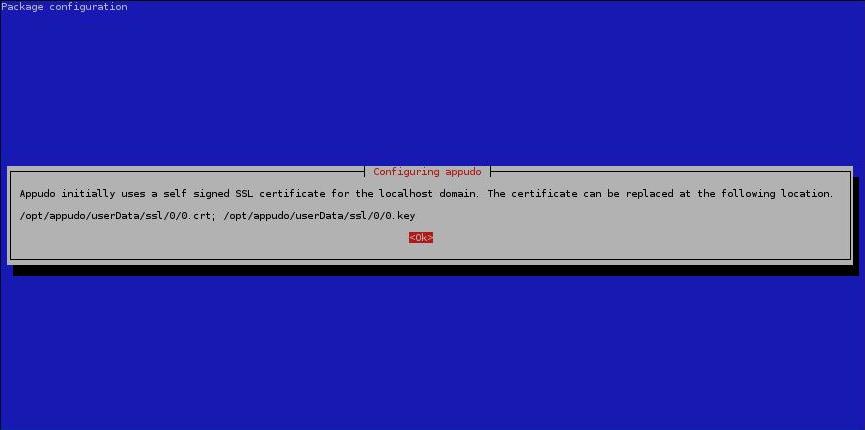 Package configuration
Configuring appudo
Appudo initially uses a self signed SSL certificate for the localhost domain. The certificate can be replaced at the following location.
/opt/appudo/userData/ssl/0/0.crt; /opt/appudo/userData/ssl/0/0.key
<Ok>